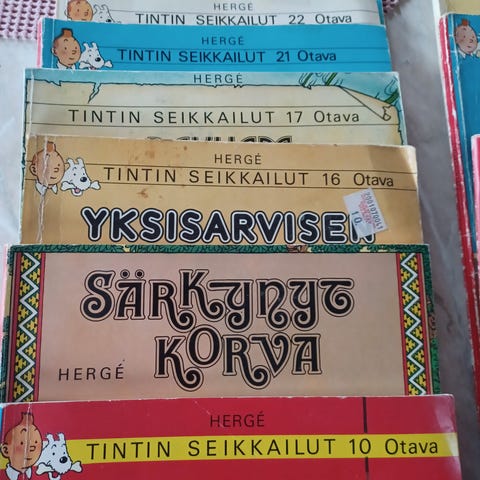 HERGÉ
TINTIN SEIKKAILUT 22 Otava
HERGÉ
TINTIN SEIKKAILUT 21 Otava
HERGÉ
TINTIN SEIKKAILUT 17 Otava
HERGÉ
TINTIN SEIKKAILUT 16 Otava
YKSISARVISEN
SÄRKYNYT
KORVA
HERGÉ
HERGÉ
TINTIN SEIKKAILUT 10 Otava